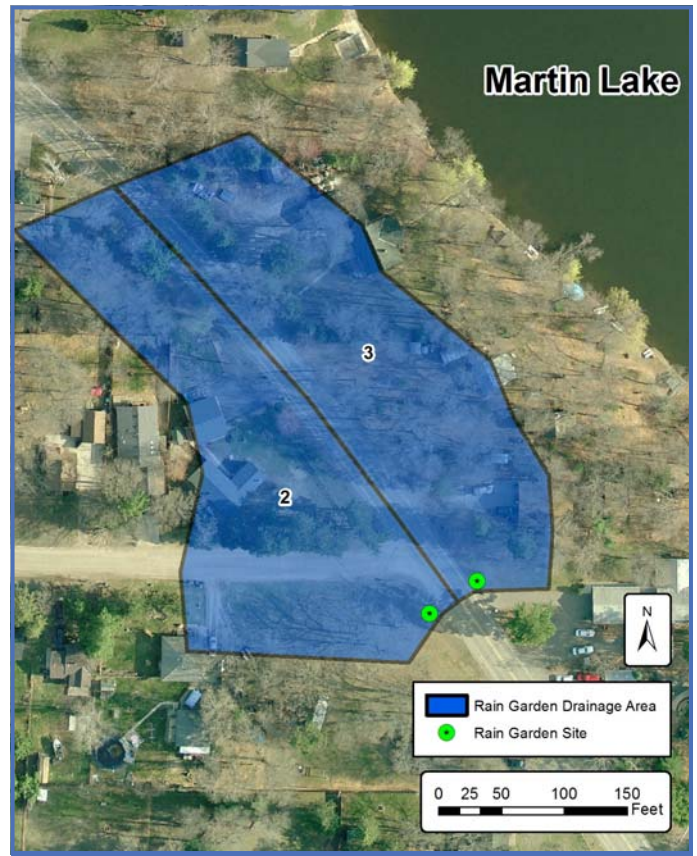 Martin Lake
3
2
N
Rain Garden Drainage Area
Rain Garden Site
0 25 50 100 150
Feet